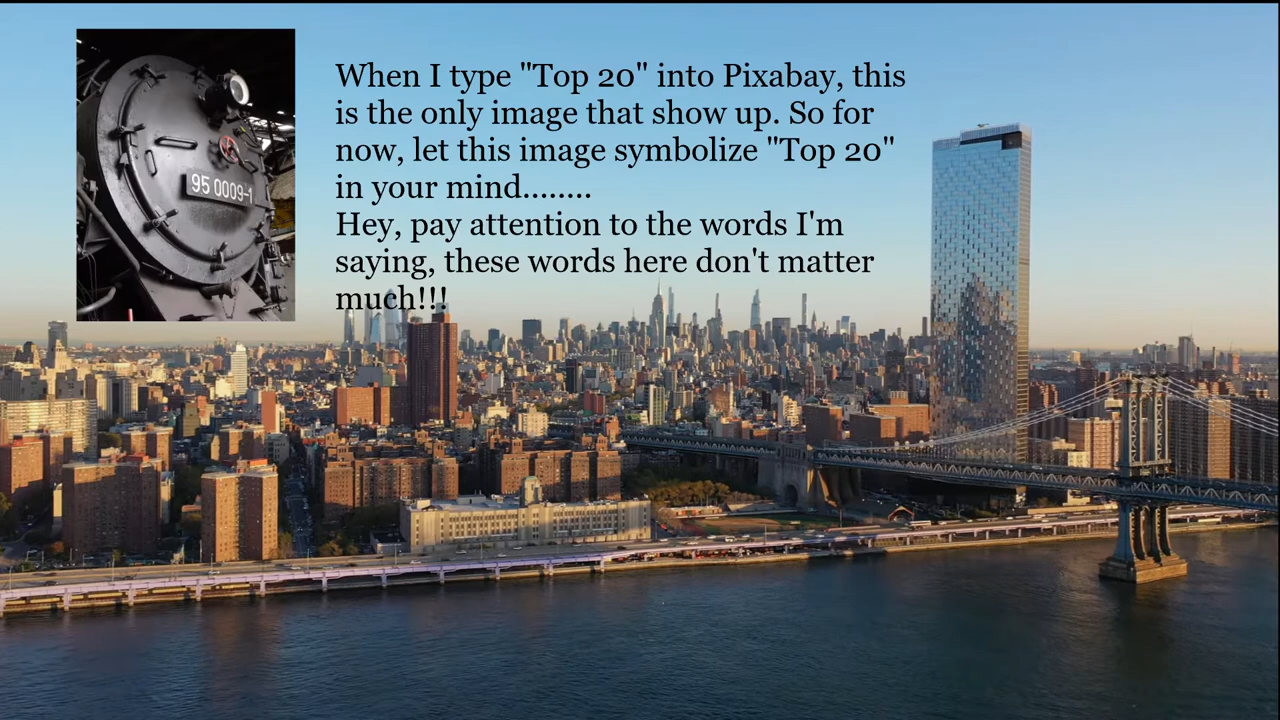 95 0009-1
When I type "Top 20" into Pixabay, this
is the only image that show up. So for
now, let this image symbolize "Top 20"
in your mind........
Hey, pay attention to the words I'm
saying, these words here don't matter
much!!!